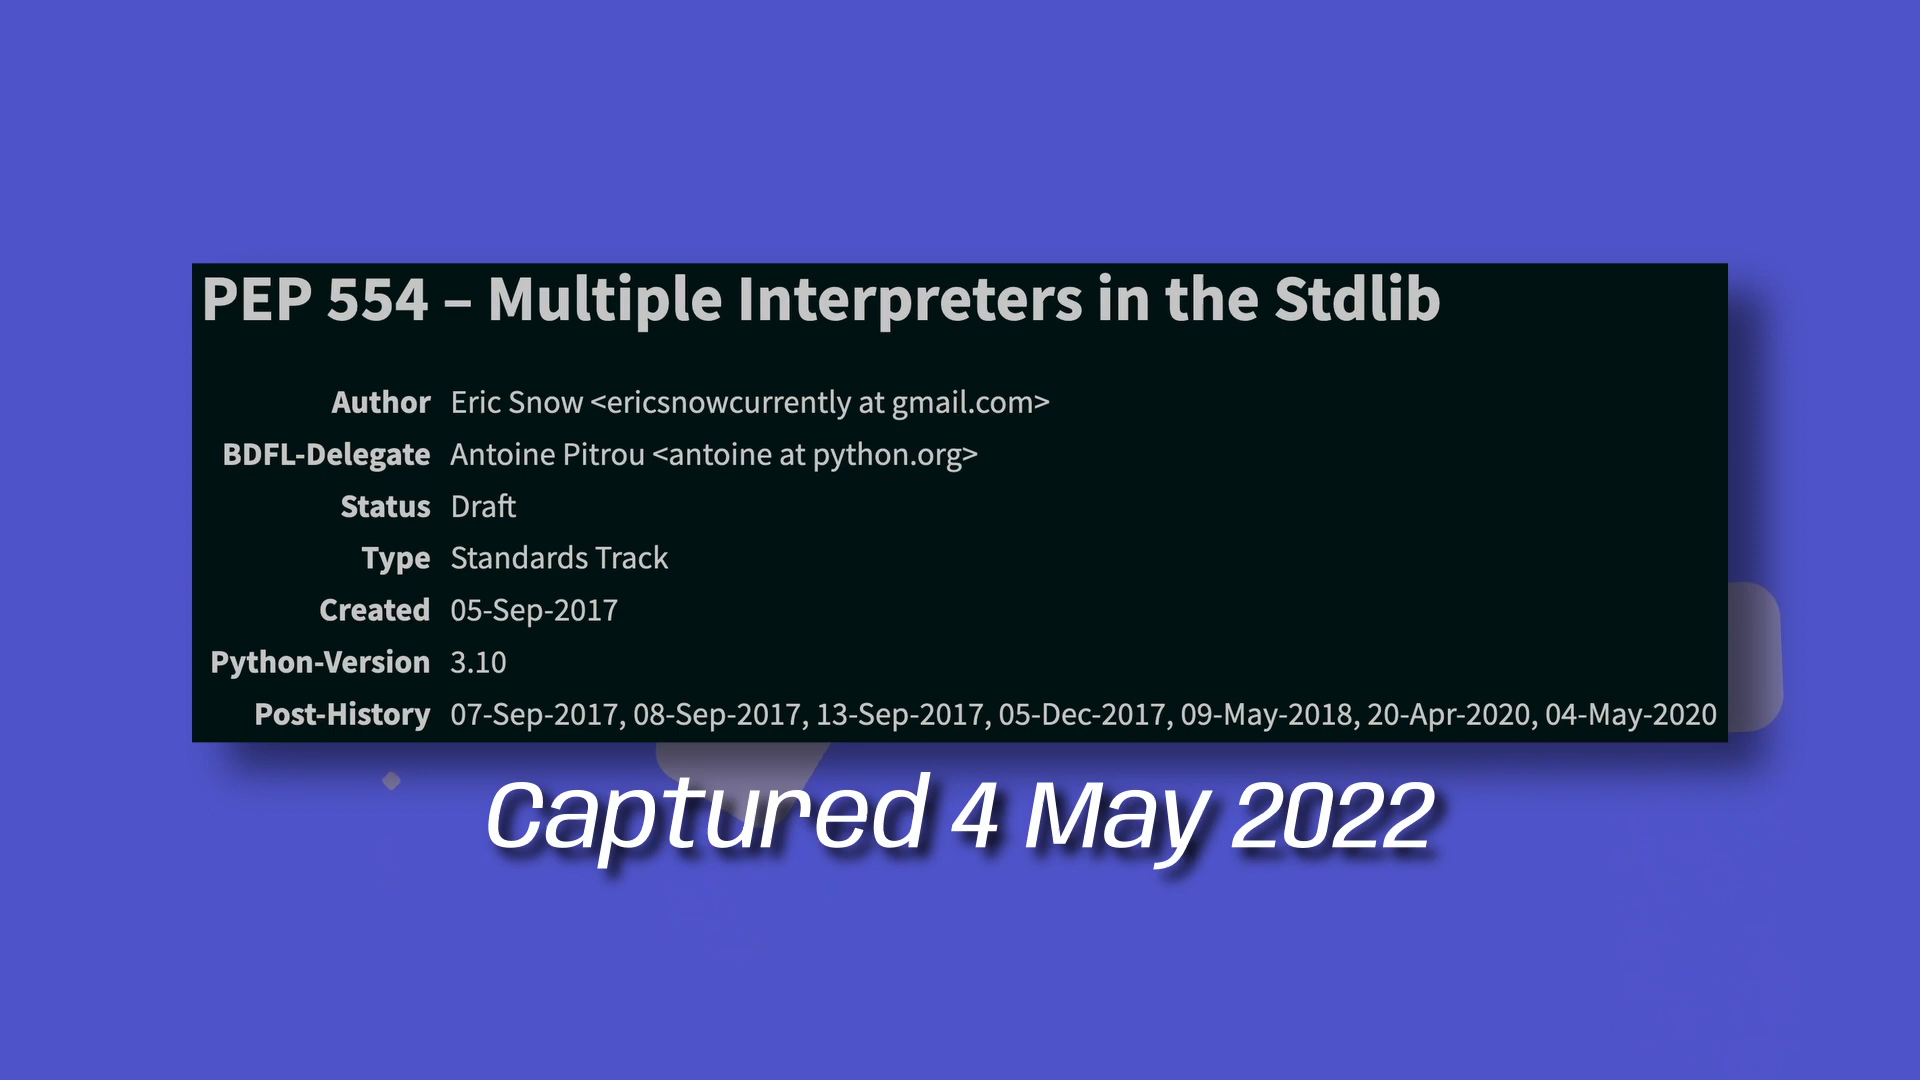 PEP 554 – Multiple Interpreters in the Stdlib
Author Eric Snow <ericsnowcurrently at gmail.com>
BDFL-Delegate Antoine Pitrou <antoine at python.org>
Status Draft
Type Standards Track
Created 05-Sep-2017
Python-Version 3.10
Post-History 07-Sep-2017, 08-Sep-2017, 13-Sep-2017, 05-Dec-2017, 09-May-2018, 20-Apr-2020, 04-May-2020
Captured 4 May 2022